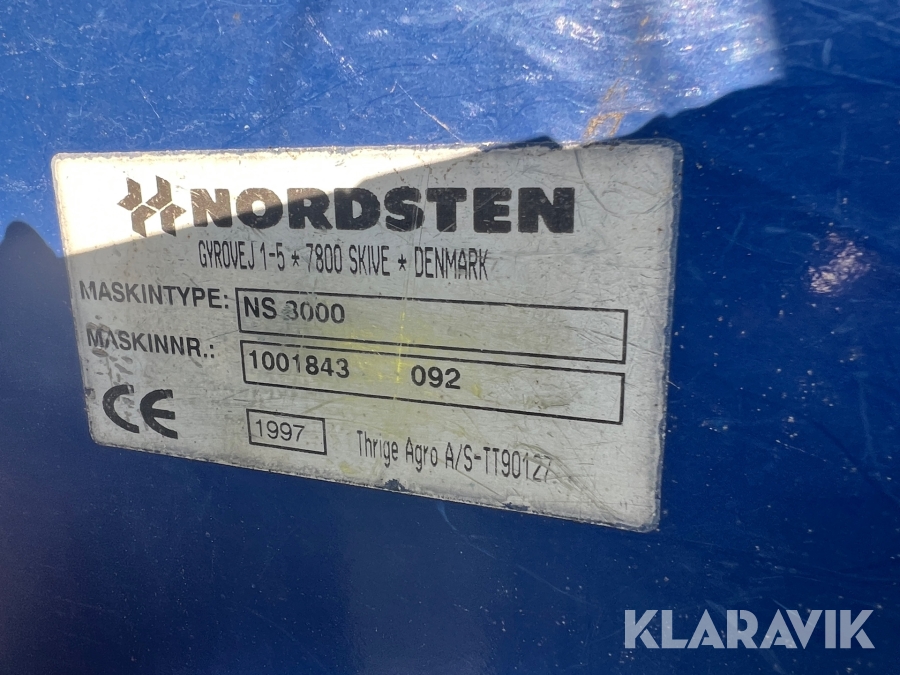 NORDSTEN
GYROVEJ 1-5 * 7800 SKIVE * DENMARK
MASKINTYPE: NS 3000
MASKINNR.: 1001843 092
CE 1997 Thrige Agro A/S-TT90127
KLARAVIK